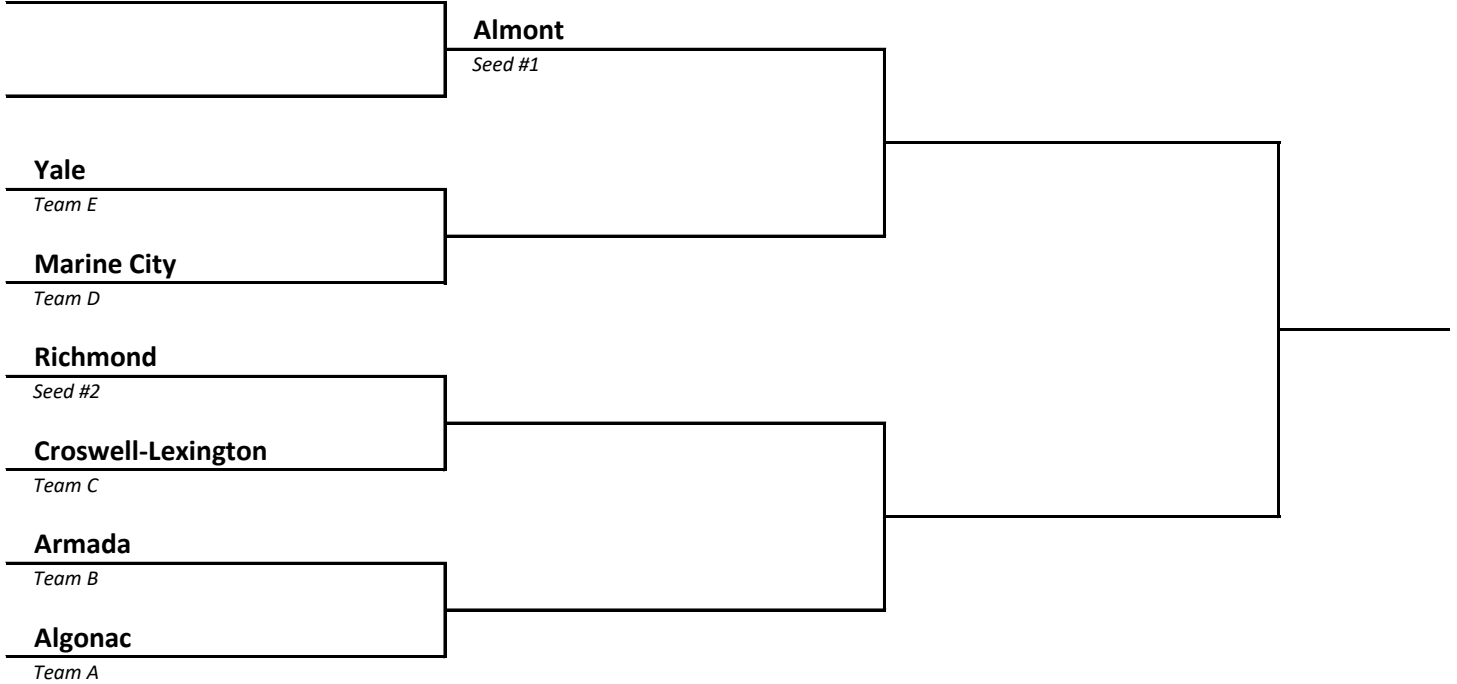 Almont
Seed #1
Yale
Team E
Marine City
Team D
Richmond
Seed #2
Croswell-Lexington
Team C
Armada
Team B
Algonac
Team A